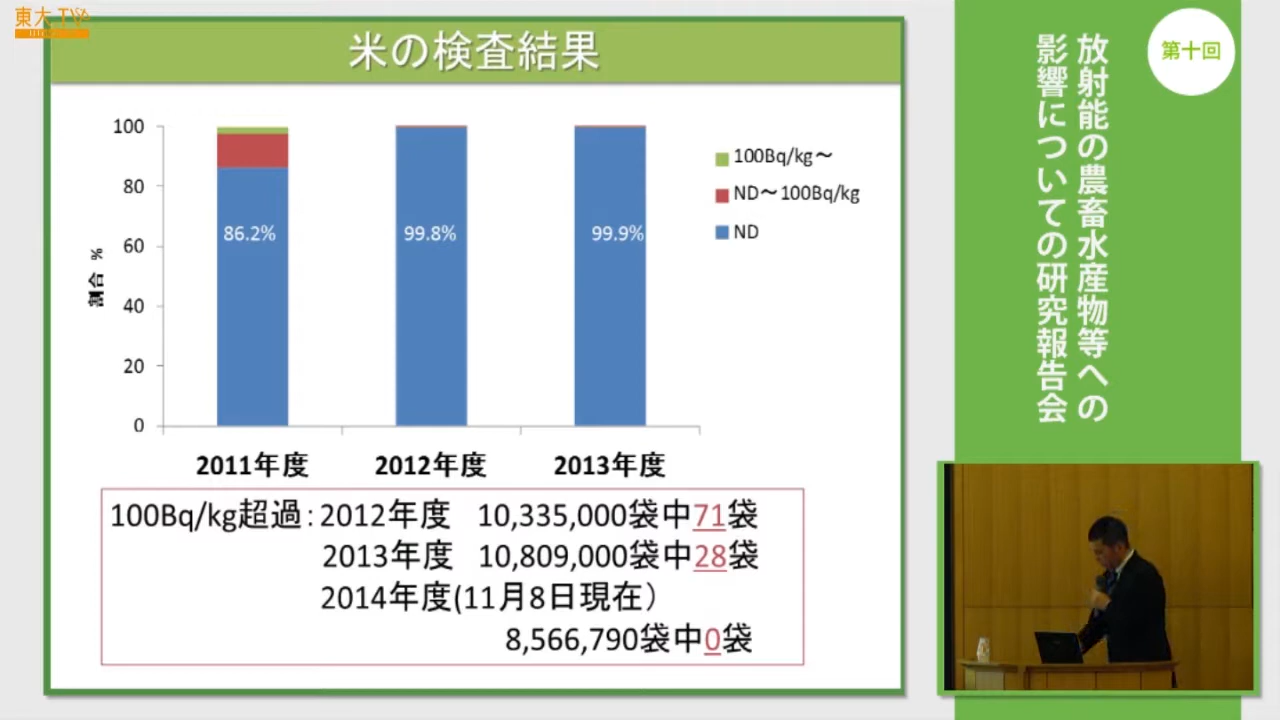 東大TV
米の検査結果
100
80
60
40
20
0
割合 %
86.2%
99.8%
99.9%
100Bq/kg～
ND～100Bq/kg
ND
2011年度
2012年度
2013年度
100Bq/kg超過：2012年度 10,335,000袋中71袋
2013年度 10,809,000袋中28袋
2014年度(11月8日現在）
8,566,790袋中0袋
第十回
放射能の農畜水産物等への
影響についての研究報告会